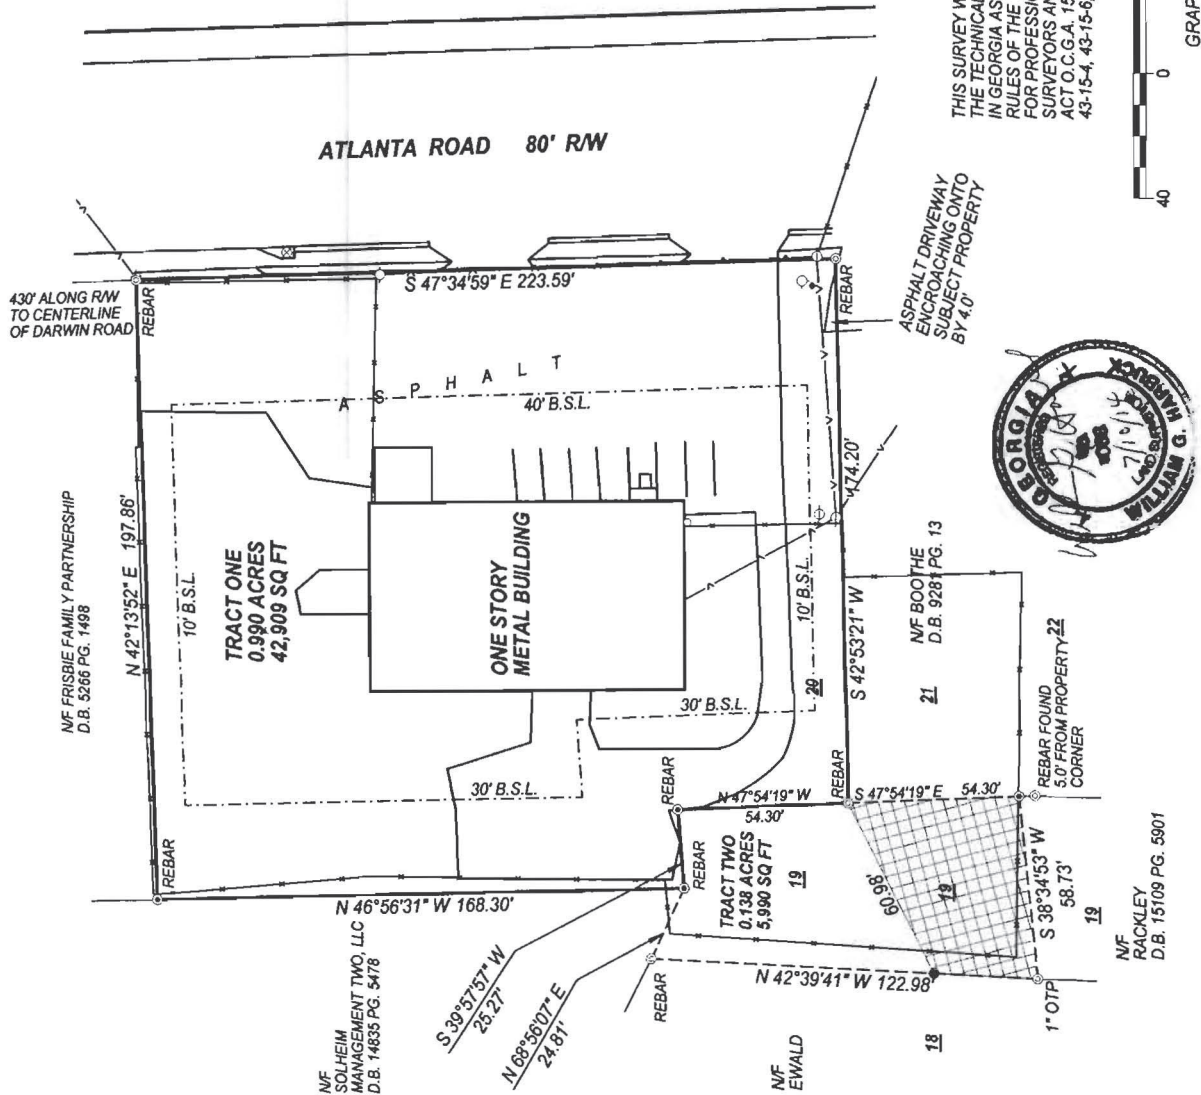 THIS SURVEY W
THE TECHNICAL
IN GEORGIA AS
RULES OF THE
FOR PROFESSI
SURVEYORS AN
ACT O.C.G.A. 15
43-15-4, 43-15-6,
GRAP
40
0
ATLANTA ROAD 80' R/W
430' ALONG R/W
TO CENTERLINE
OF DARWIN ROAD
REBAR
S 47°34'59" E 223.59'
REBAR
ASPHALT DRIVEWAY
ENCROACHING ONTO
SUBJECT PROPERTY
BY 4.0'
ASPHALT
40' B.S.L.
N/F FRISBIE FAMILY PARTNERSHIP
D.B. 5266 PG. 1498
N 42°13'52" E 197.86'
10' B.S.L.
TRACT ONE
0.990 ACRES
42,909 SQ FT
ONE STORY
METAL BUILDING
174.20'
S 42°53'21" W
10' B.S.L.
20
30' B.S.L.
30' B.S.L.
N/F BOOTHE
D.B. 9281 PG. 13
21
22
REBAR FOUND
5.0' FROM PROPERTY
CORNER
GEORGIA
REGISTERED
LAND SURVEYOR
7/10/14
WILLIAM G. HARBUCK
REBAR
REBAR
REBAR
REBAR
N 46°56'31" W 168.30'
N 47°54'19" W
54.30'
S 47°54'19" E 54.30'
TRACT TWO
0.138 ACRES
5,990 SQ FT
19
60.98'
19
S 38°34'53" W
58.73'
19
N/F
RACKLEY
D.B. 15109 PG. 5901
N/F
SOLHEIM
MANAGEMENT TWO, LLC
D.B. 14835 PG. 5478
S 39°57'57" W
25.27'
N 68°56'07" E
24.81'
REBAR
N 42°39'41" W 122.98'
1" OTP
N/F
EWALD
18